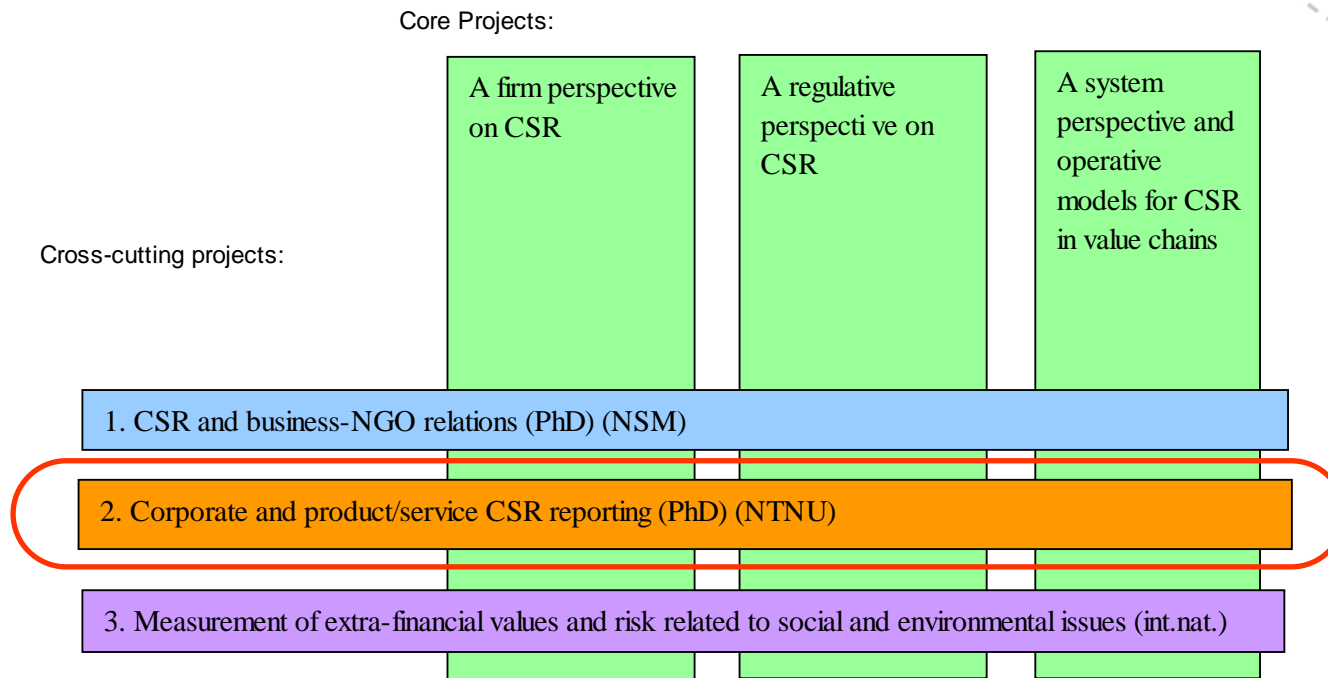 Core Projects:
A firm perspective
on CSR
A regulative
perspecti ve on
CSR
A system
perspective and
operative
models for CSR
in value chains
Cross-cutting projects:
1. CSR and business-NGO relations (PhD) (NSM)
2. Corporate and product/service CSR reporting (PhD) (NTNU)
3. Measurement of extra-financial values and risk related to social and environmental issues (int.nat.)